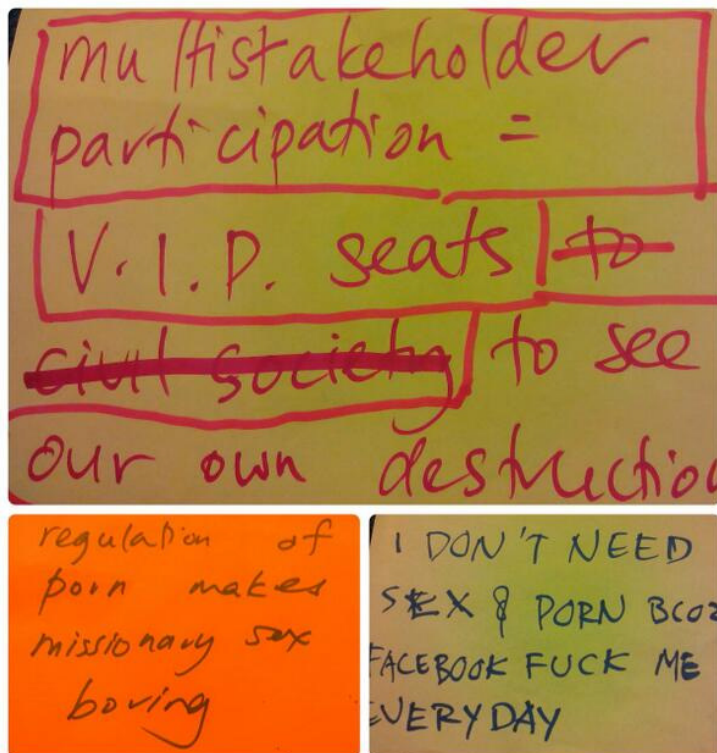 multistakeholder
participation =
V.I.P. seats to
civil society to see
our own destruction
regulation of
porn makes
missionary sex
boring
I DON'T NEED
SEX & PORN BCOZ
FACEBOOK FUCK ME
EVERYDAY